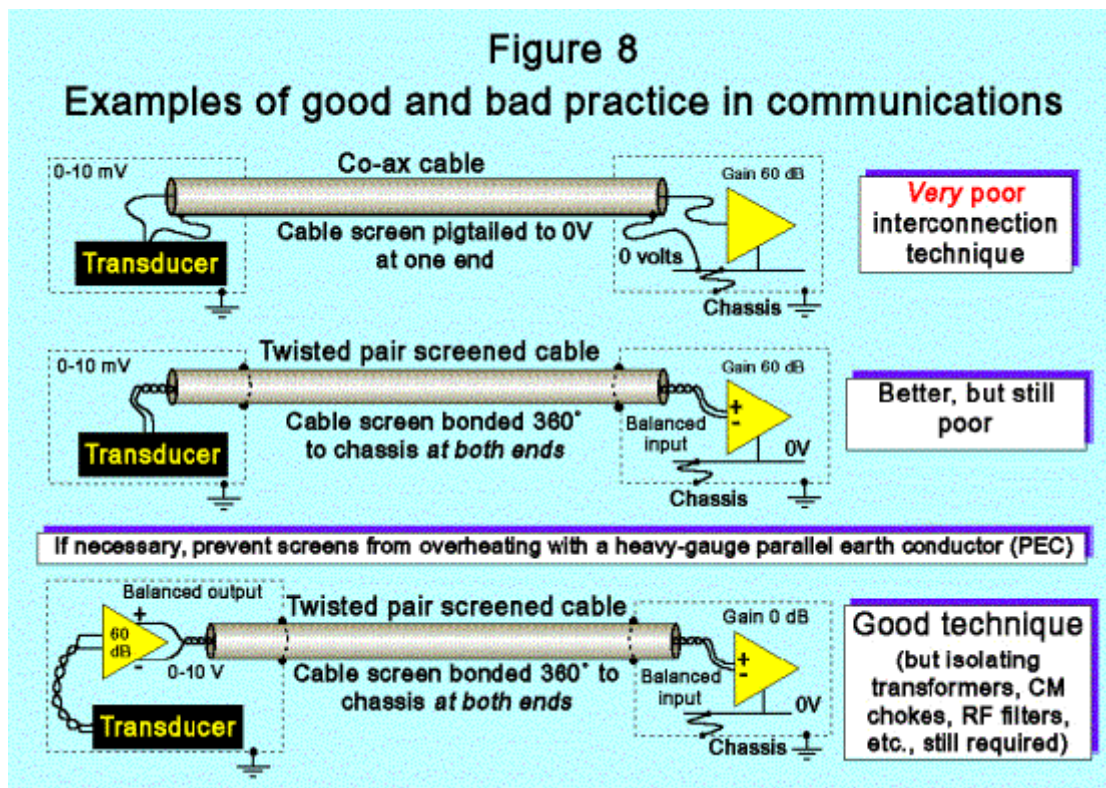 Figure 8
Examples of good and bad practice in communications
0-10 mV
Co-ax cable
Gain 60 dB
Cable screen pigtailed to 0V
at one end
Transducer
0 volts
Chassis
Very poor
interconnection
technique
0-10 mV
Twisted pair screened cable
Gain 60 dB
+
-
Cable screen bonded 360°
to chassis at both ends
Transducer
Balanced
input
0V
Chassis
Better, but still
poor
If necessary, prevent screens from overheating with a heavy-gauge parallel earth conductor (PEC)
Balanced output
+
60
dB
-
0-10 V
Twisted pair screened cable
Gain 0 dB
+
-
Cable screen bonded 360° to
chassis at both ends
Transducer
Balanced
input
0V
Chassis
Good technique
(but isolating
transformers, CM
chokes, RF filters,
etc., still required)